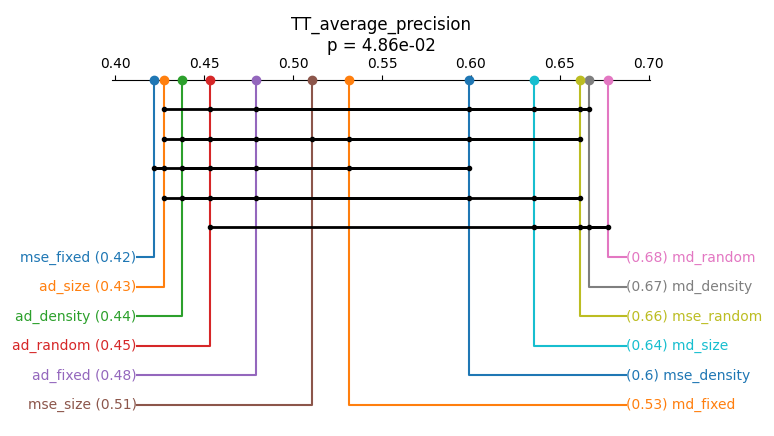 TT_average_precision
p = 4.86e-02
0.40 0.45 0.50 0.55 0.60 0.65 0.70
mse_fixed (0.42) (0.68) md_random
ad_size (0.43) (0.67) md_density
ad_density (0.44) (0.66) mse_random
ad_random (0.45) (0.64) md_size
ad_fixed (0.48) (0.6) mse_density
mse_size (0.51) (0.53) md_fixed